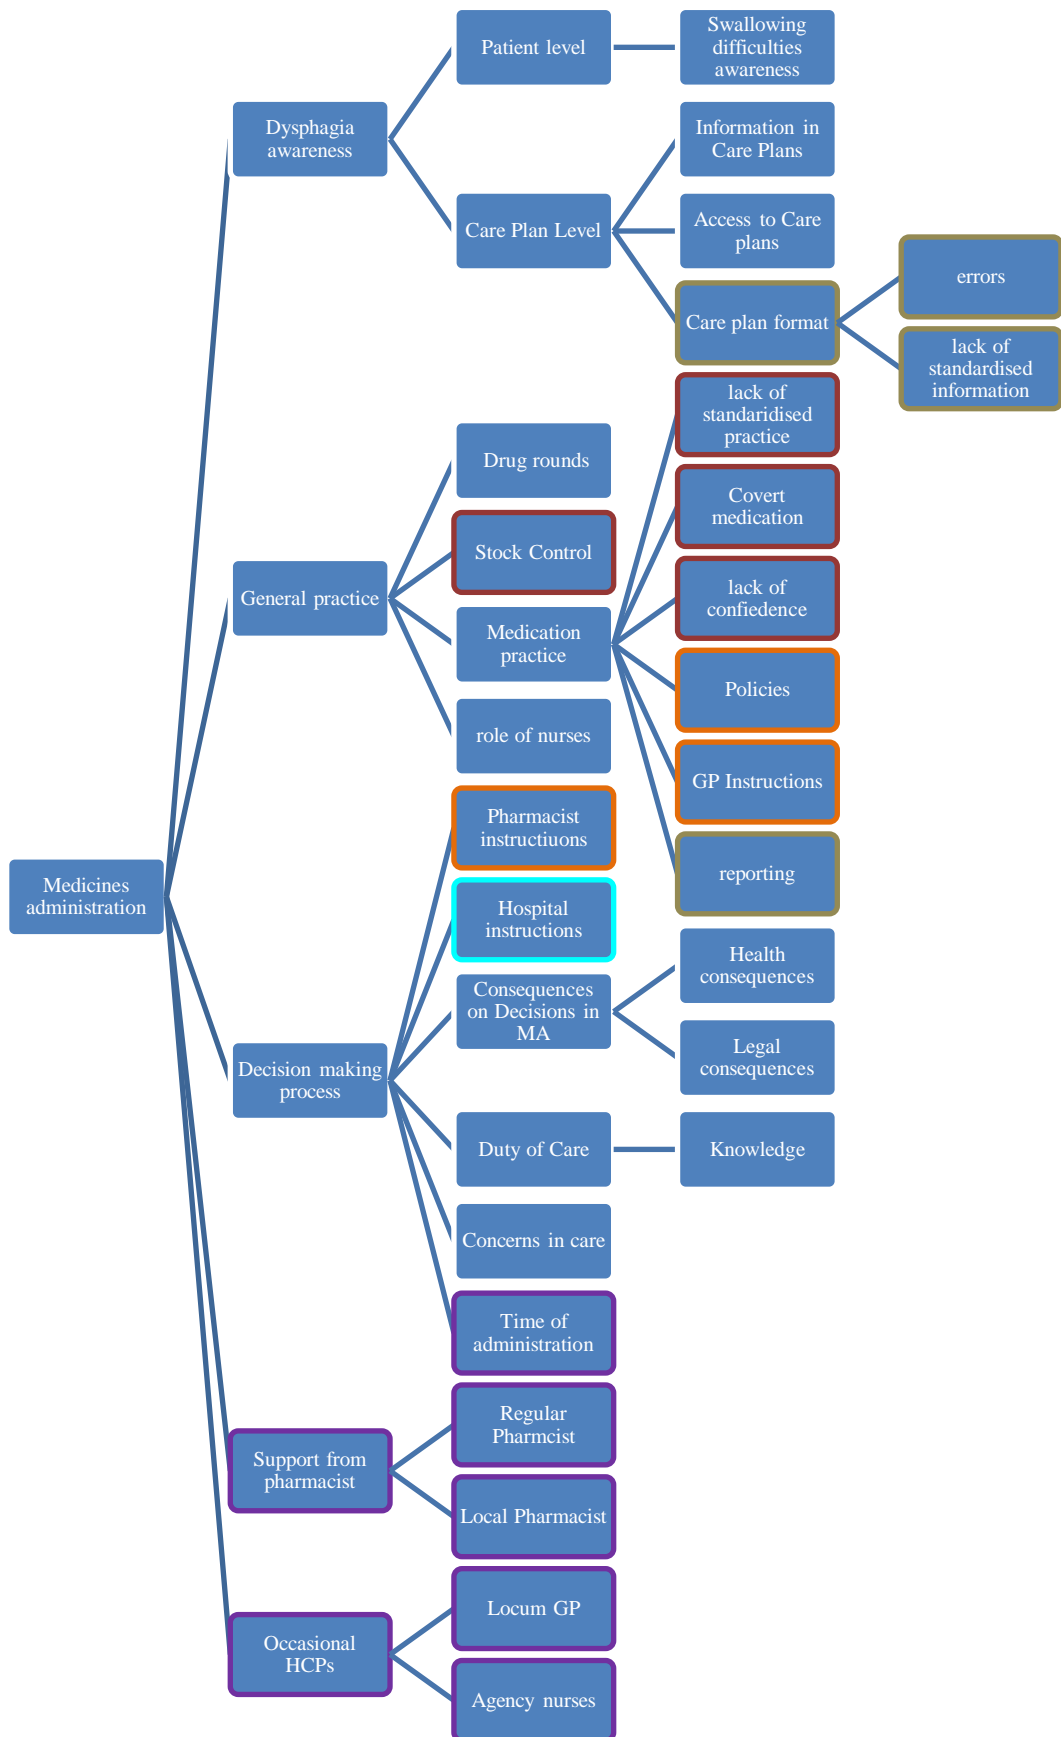 Patient level
Swallowing
difficulties
awareness
Dysphagia
awareness
Information in
Care Plans
Care Plan Level
Access to Care
plans
Care plan format
errors
lack of
standardised
information
lack of
standaridised
practice
Drug rounds
Covert
medication
Stock Control
General practice
lack of
confiedence
Medication
practice
Policies
role of nurses
GP Instructions
Pharmacist
instructiuons
reporting
Medicines
administration
Hospital
instructions
Health
consequences
Consequences
on Decisions in
MA
Legal
consequences
Decision making
process
Duty of Care
Knowledge
Concerns in care
Time of
administration
Regular
Pharmcist
Support from
pharmacist
Local Pharmacist
Locum GP
Occasional
HCPs
Agency nurses